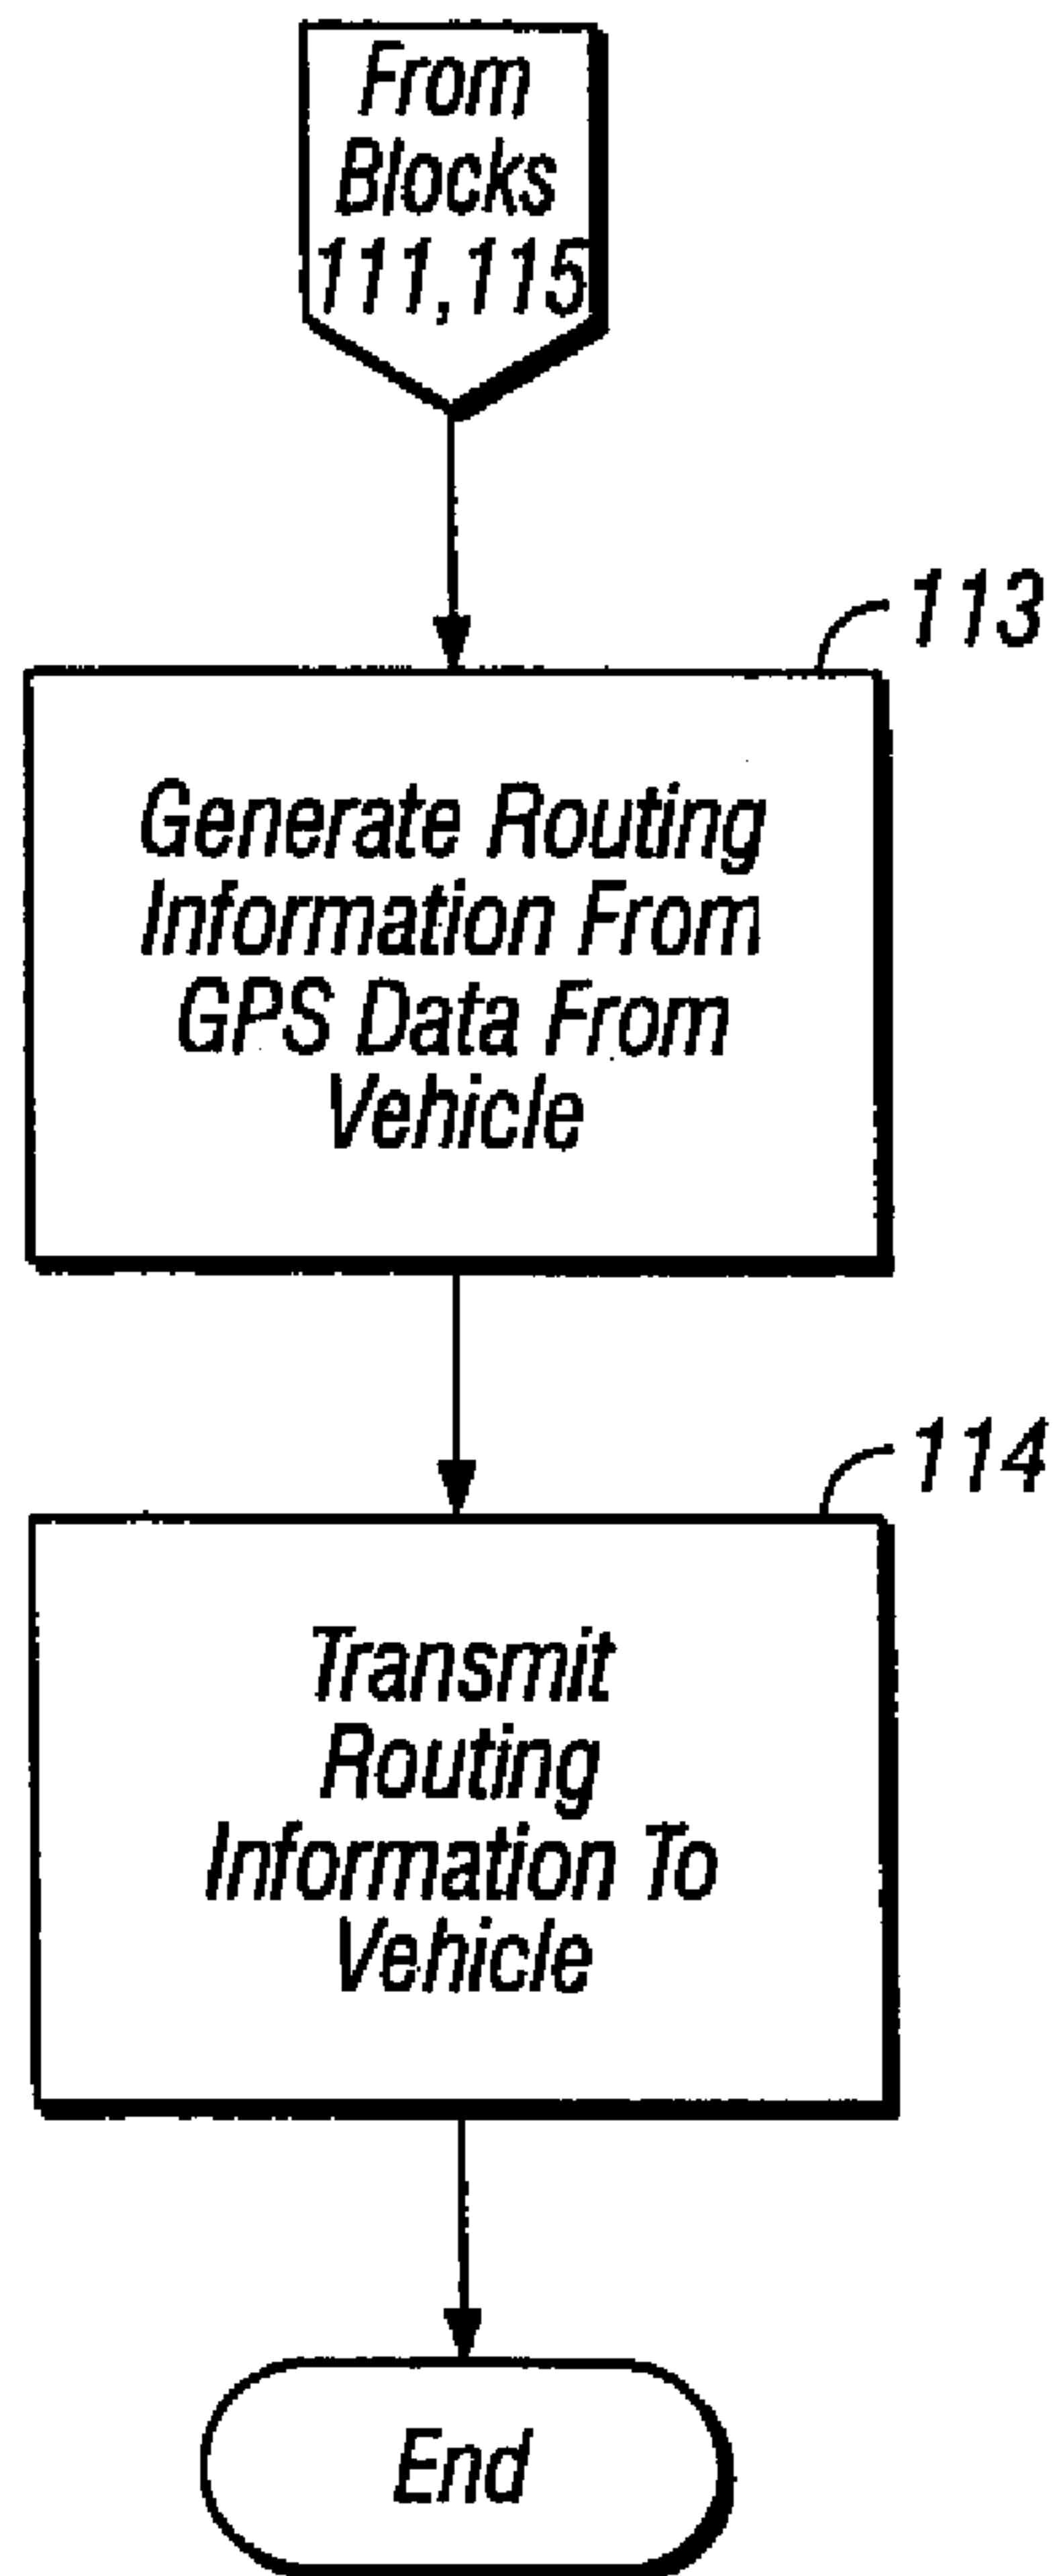 From
Blocks
111,115
113
Generate Routing
Information From
GPS Data From
Vehicle
114
Transmit
Routing
Information To
Vehicle
End